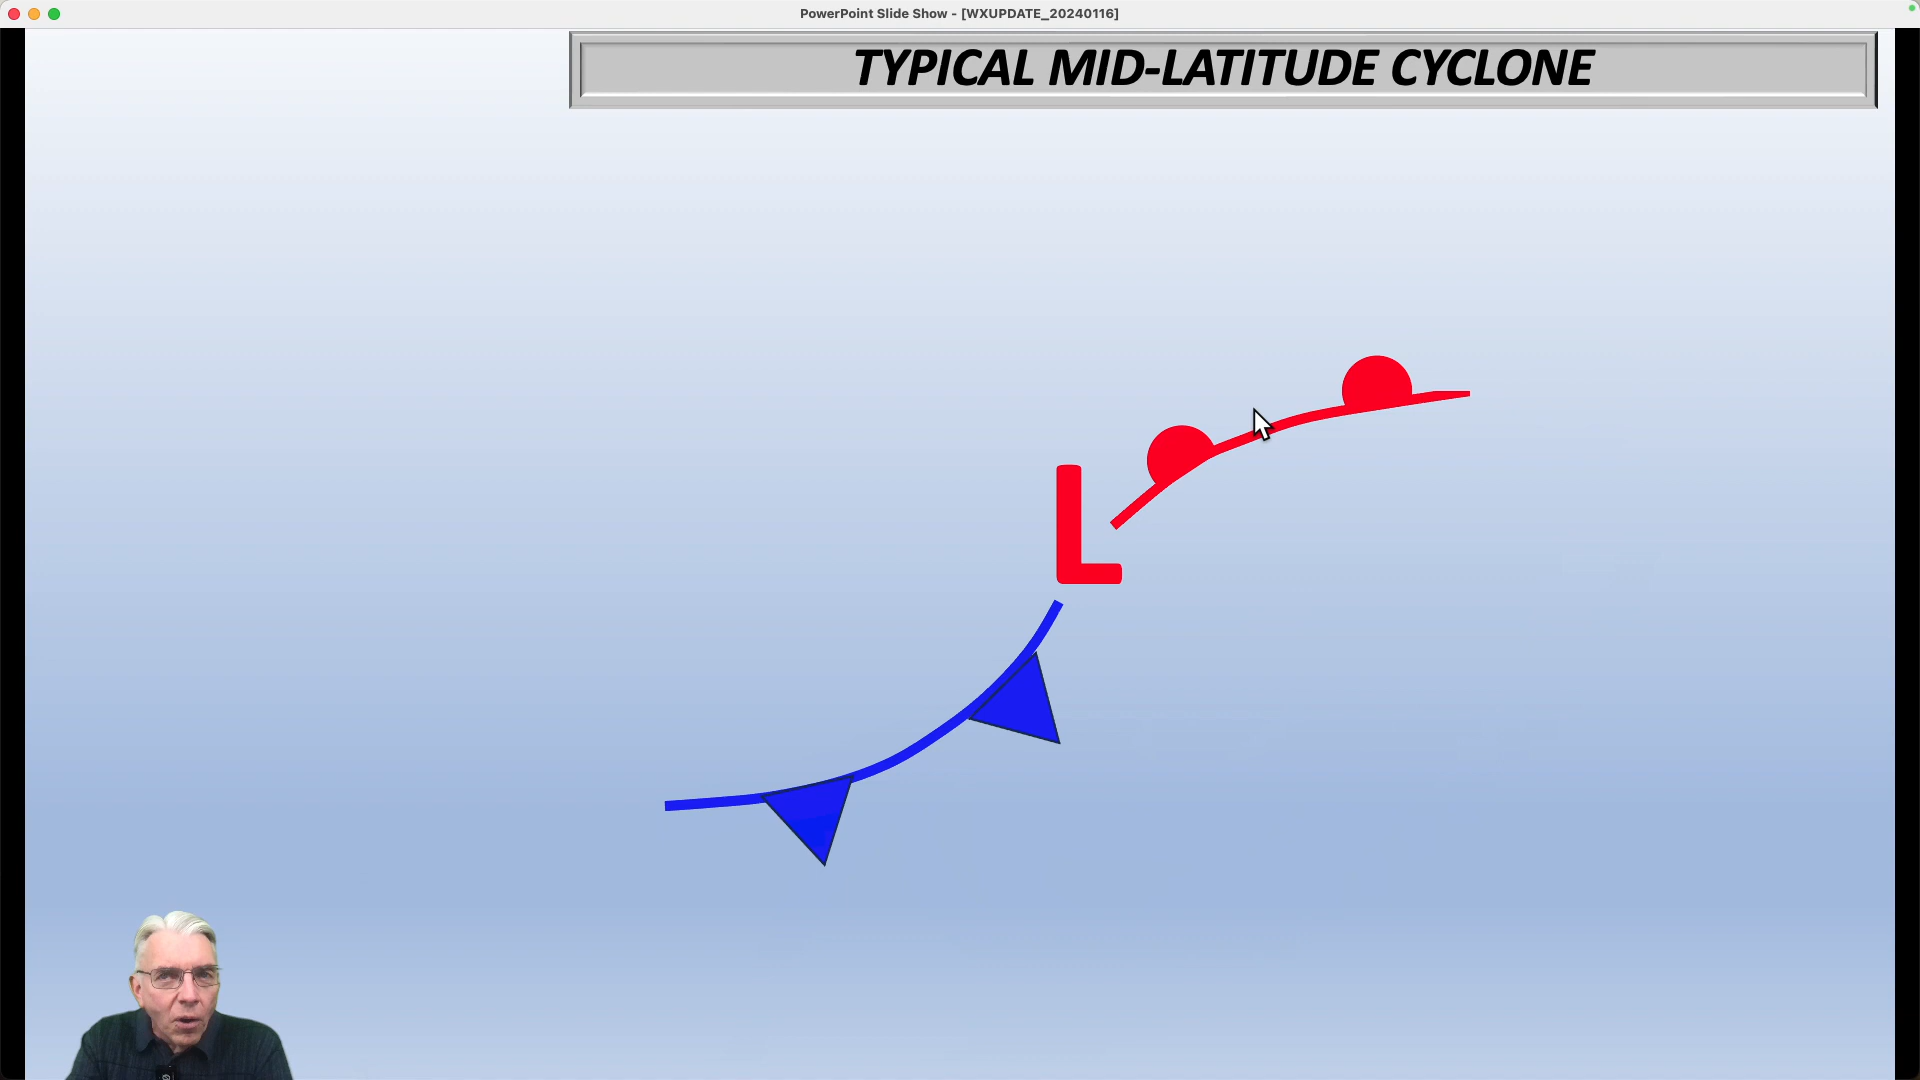 PowerPoint Slide Show - [WXUPDATE_20240116]
TYPICAL MID-LATITUDE CYCLONE
L